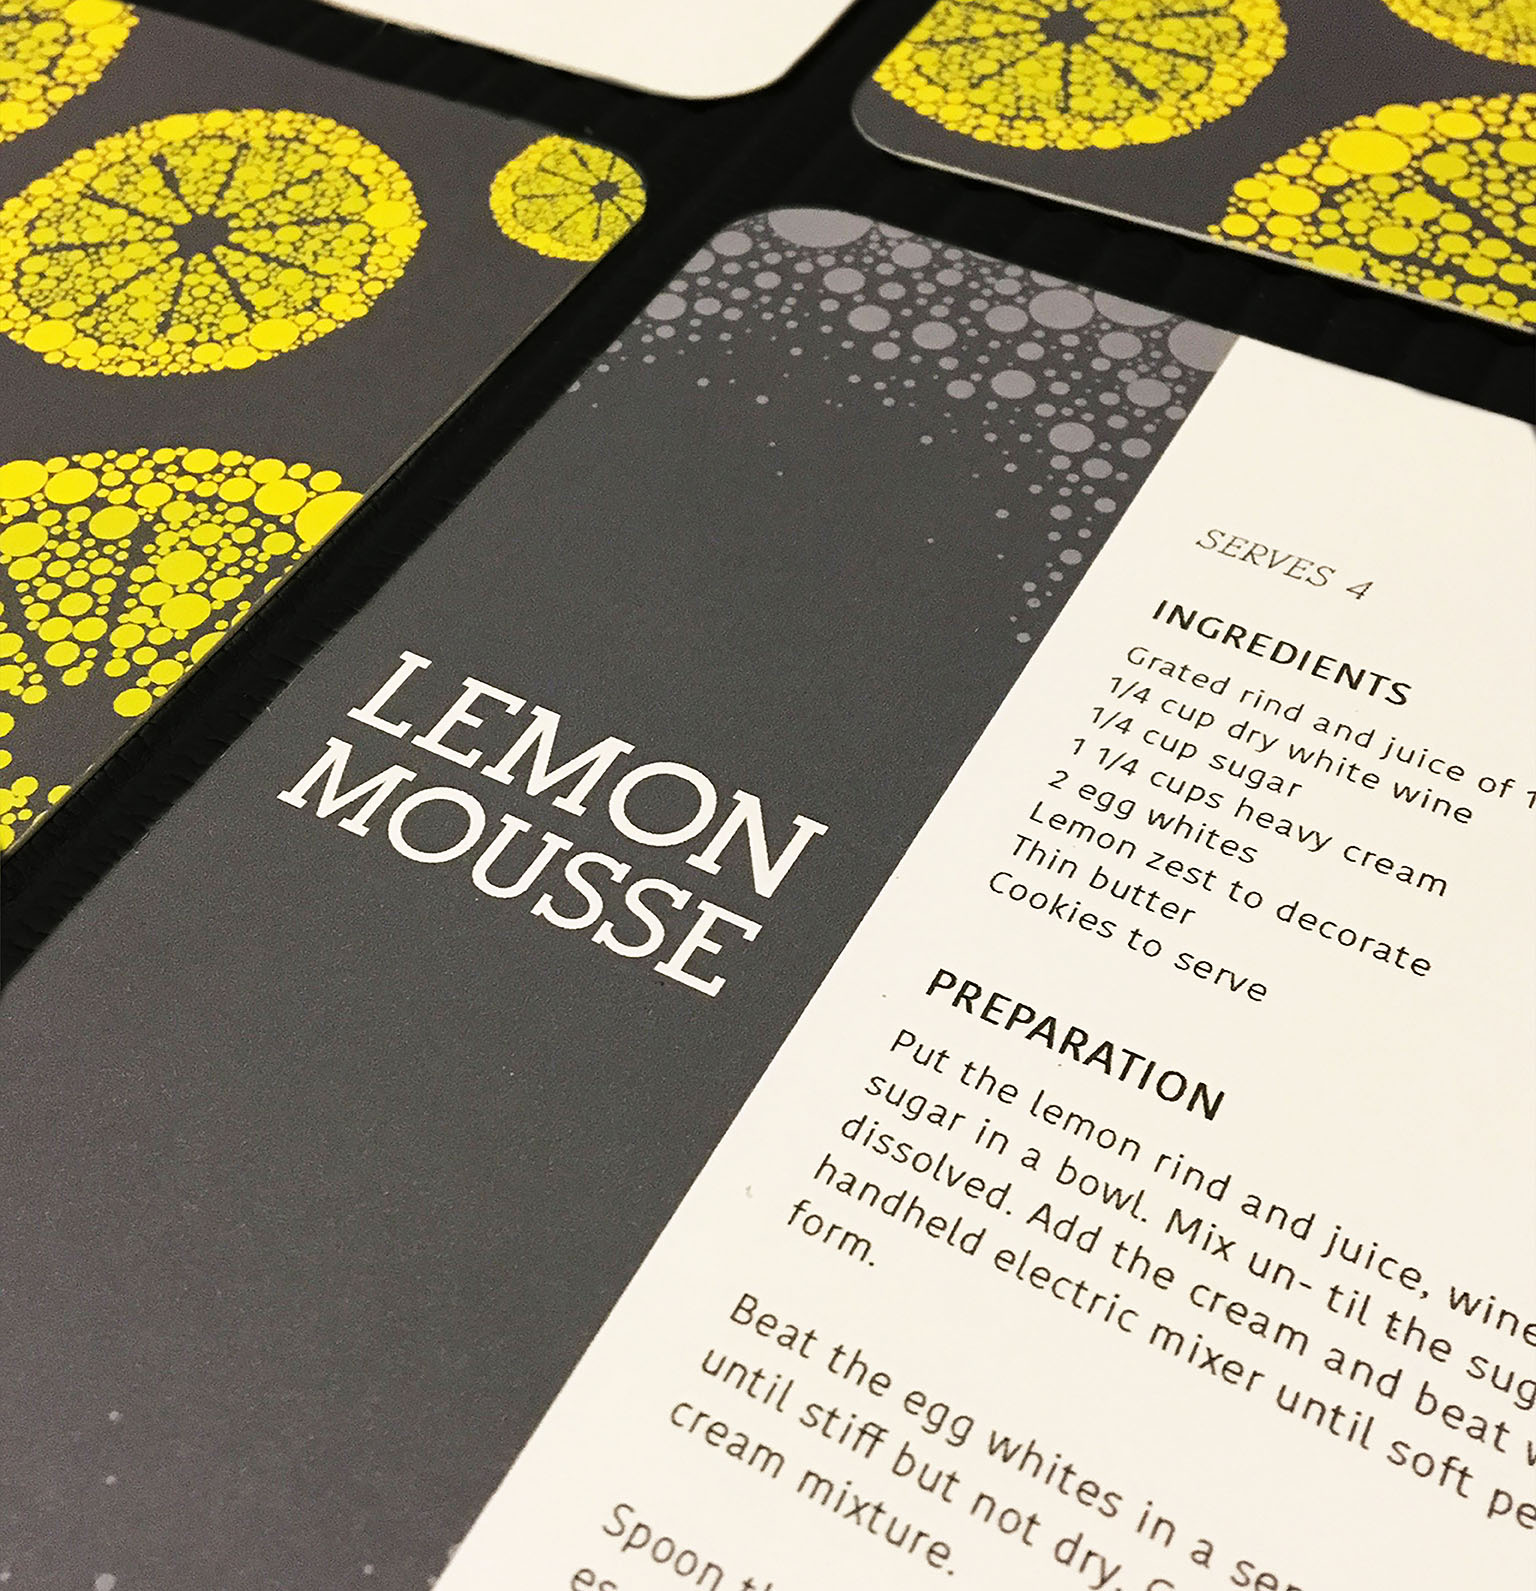 LEMON
MOUSSE
SERVES 4
INGREDIENTS
Grated rind and juice of
1/4 cup dry white wine
1/4 cup sugar
1 1/4 cups heavy cream
2 egg whites
Lemon zest to decorate
Thin butter
Cookies to serve
PREPARATION
Put the lemon rind and juice, wine
sugar in a bowl. Mix un- til the
dissolved. Add the cream and beat
handheld electric mixer until soft
form.
Beat the egg whites in a
until stiff but not dry.
cream mixture.
Spoon